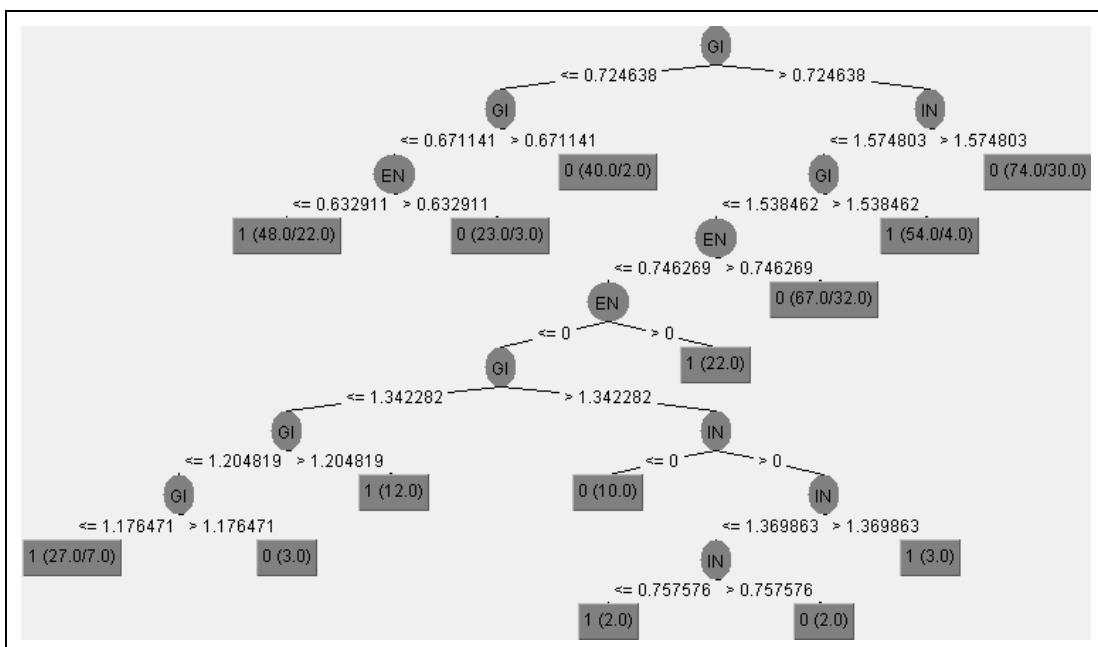 GI
<= 0.724638 > 0.724638
GI IN
<= 0.671141 > 0.671141 <= 1.574803 > 1.574803
EN 0 (40.0/2.0) GI 0 (74.0/30.0)
<= 0.632911 > 0.632911 <= 1.538462 > 1.538462
1 (48.0/22.0) 0 (23.0/3.0) EN 1 (54.0/4.0)
<= 0.746269 > 0.746269
EN 0 (67.0/32.0)
<= 0 > 0
GI 1 (22.0)
<= 1.342282 > 1.342282
GI IN
<= 1.204819 > 1.204819 <= 0 > 0
GI 1 (12.0) 0 (10.0) IN
<= 1.176471 > 1.176471 <= 1.369863 > 1.369863
1 (27.0/7.0) 0 (3.0) IN 1 (3.0)
<= 0.757576 > 0.757576
1 (2.0) 0 (2.0)